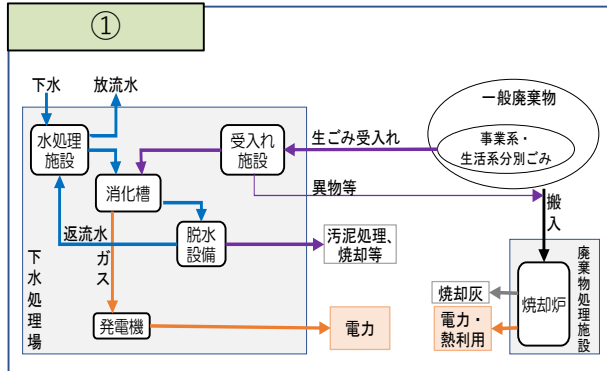 ①
下水
放流水
水処理
施設
受入れ
施設
生ごみ受入れ
一般廃棄物
事業系・
生活系分別ごみ
消化槽
異物等
搬入
返流水
ガス
脱水
設備
汚泥処理、
焼却等
下水処理場
発電機
電力
焼却灰
電力・
熱利用
焼却炉
廃棄物処理施設